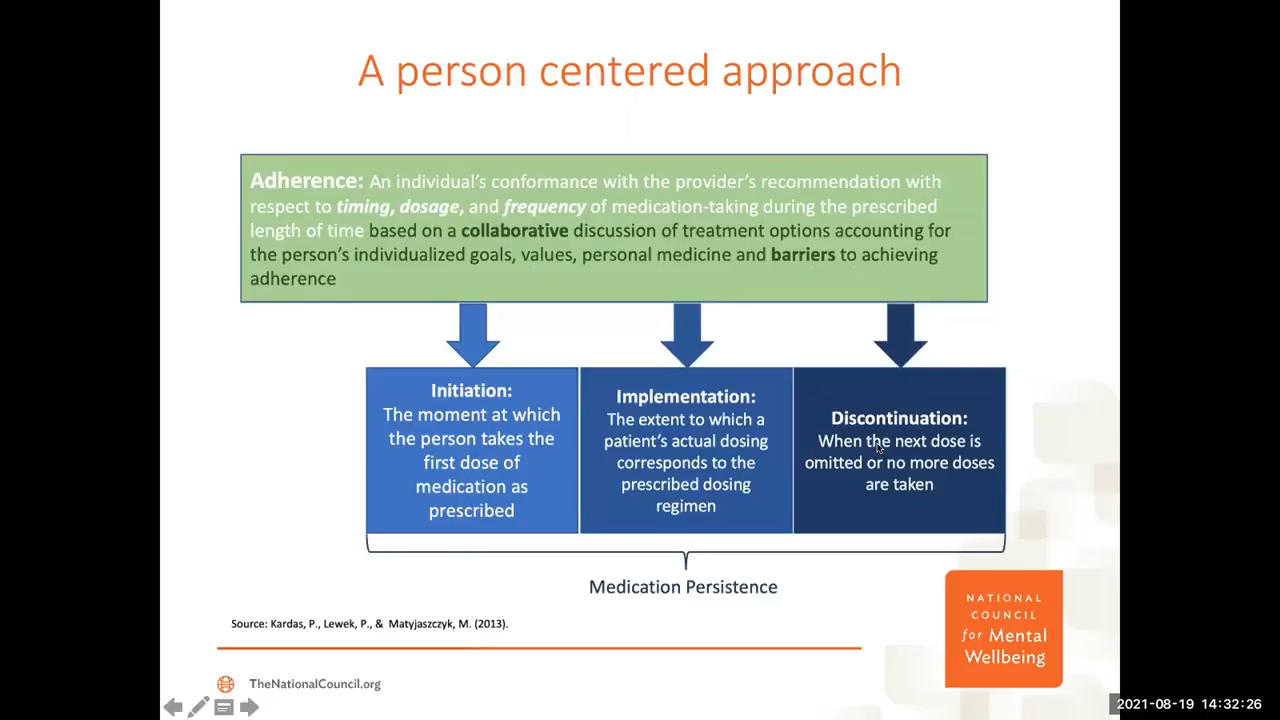 A person centered approach
Adherence: An individual's conformance with the provider's recommendation with
respect to timing, dosage, and frequency of medication-taking during the prescribed
length of time based on a collaborative discussion of treatment options accounting for
the person's individualized goals, values, personal medicine and barriers to achieving
adherence
Initiation:
The moment at which
the person takes the
first dose of
medication as
prescribed
Implementation:
The extent to which a
patient's actual dosing
corresponds to the
prescribed dosing
regimen
Discontinuation:
When the next dose is
omitted or no more doses
are taken
Medication Persistence
Source: Kardas, P., Lewek, P., & Matyjaszczyk, M. (2013).
NATIONAL
COUNCIL
for Mental
Wellbeing
TheNationalCouncil.org
2021-08-19 14:32:26